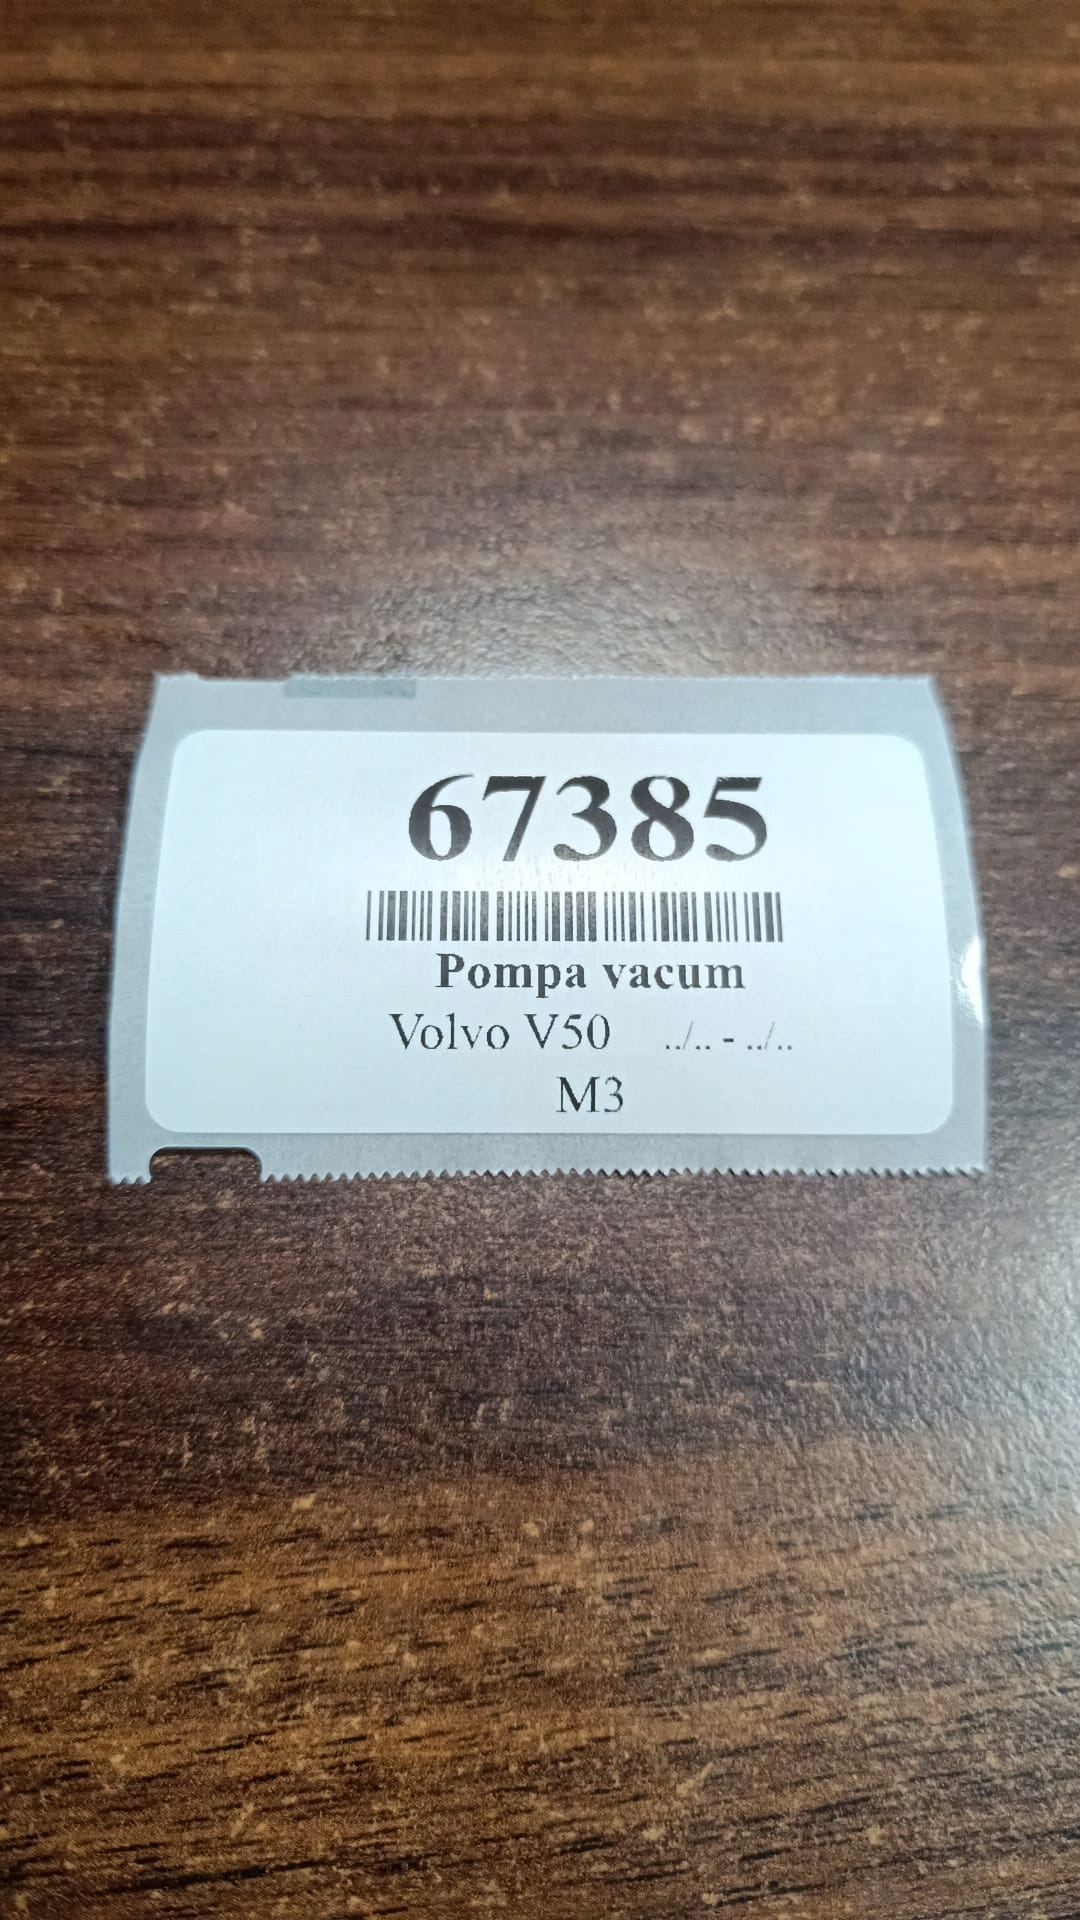 67385
Pompa vacum
Volvo V50 ../.. - ../..
M3